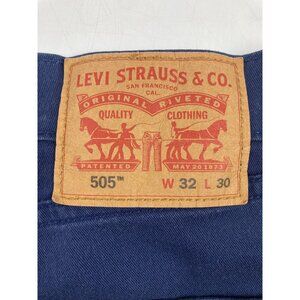 LEVI STRAUSS & CO.
SAN FRANCISCO
CAL.
ORIGINAL RIVETED
QUALITY CLOTHING
PATENTED MAY 20 1873
505™ W 32 L 30